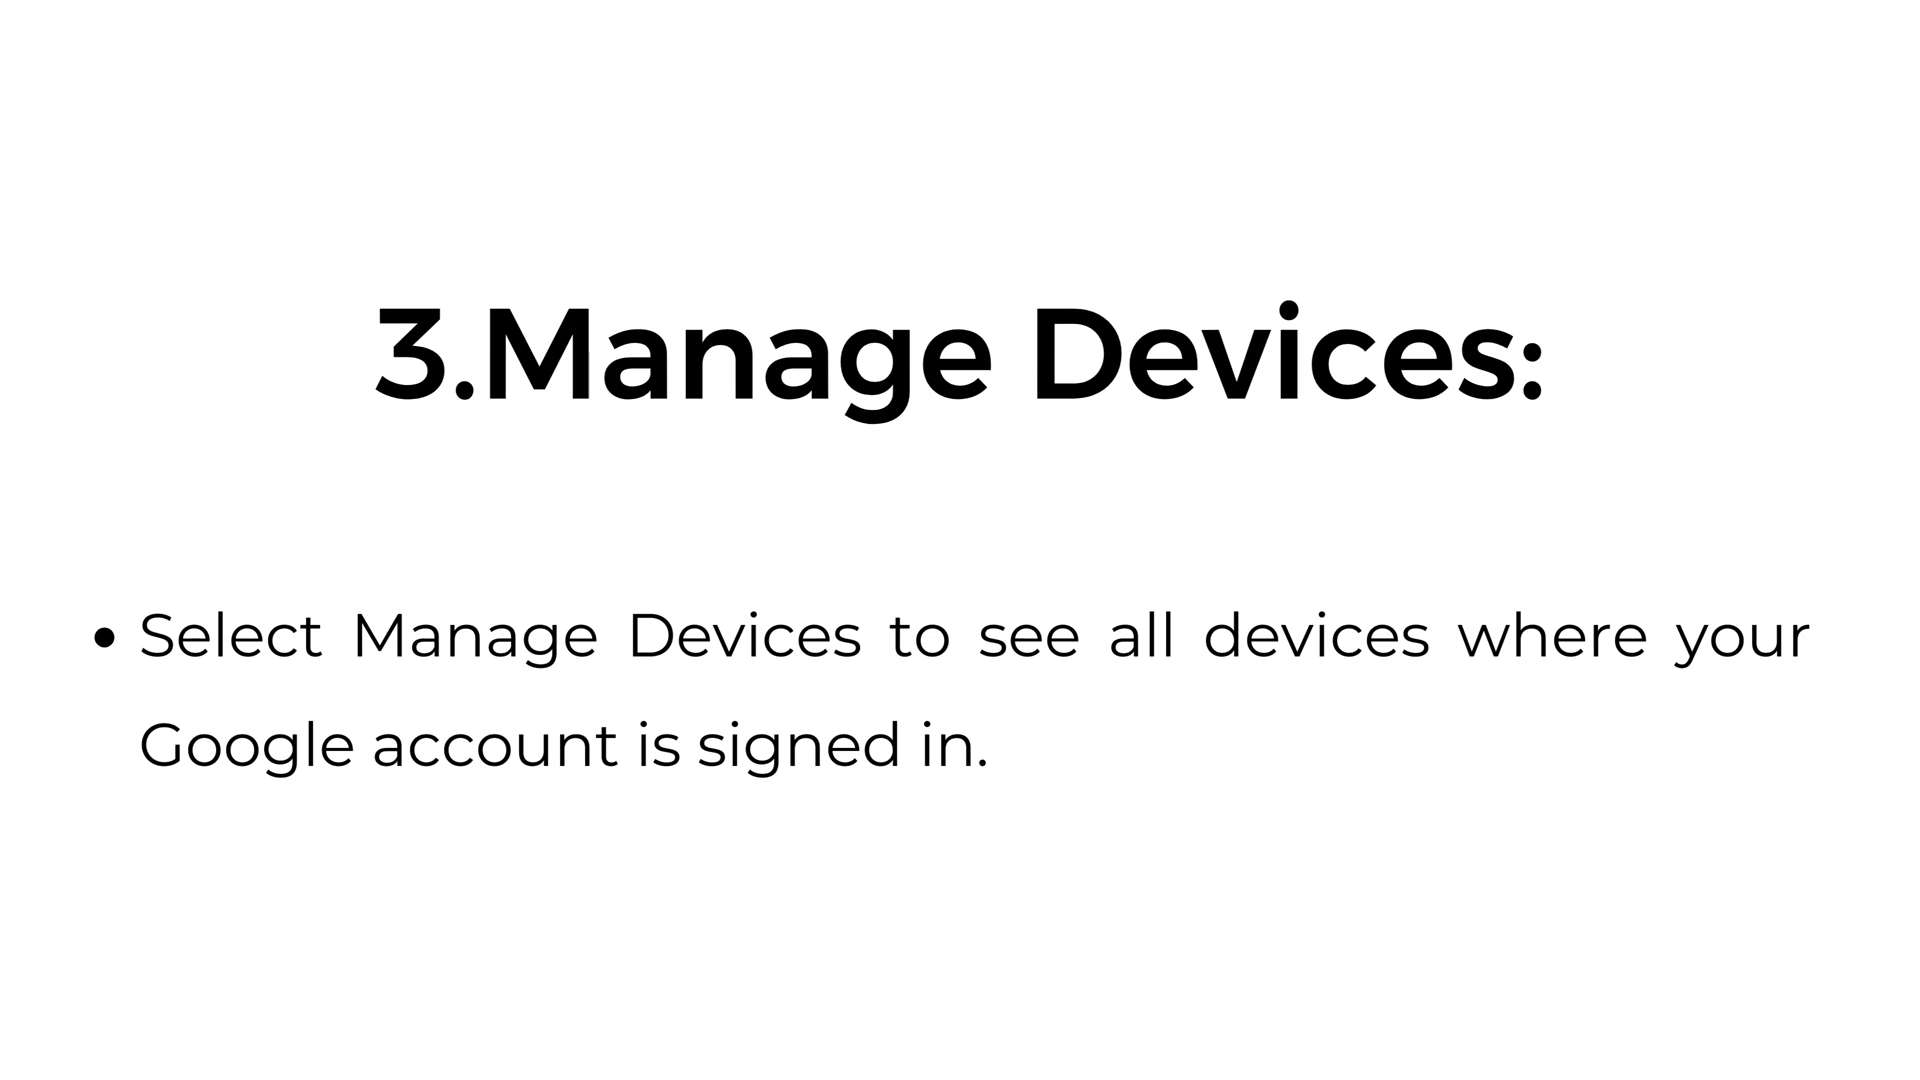 3.Manage Devices:
• Select Manage Devices to see all devices where your
Google account is signed in.